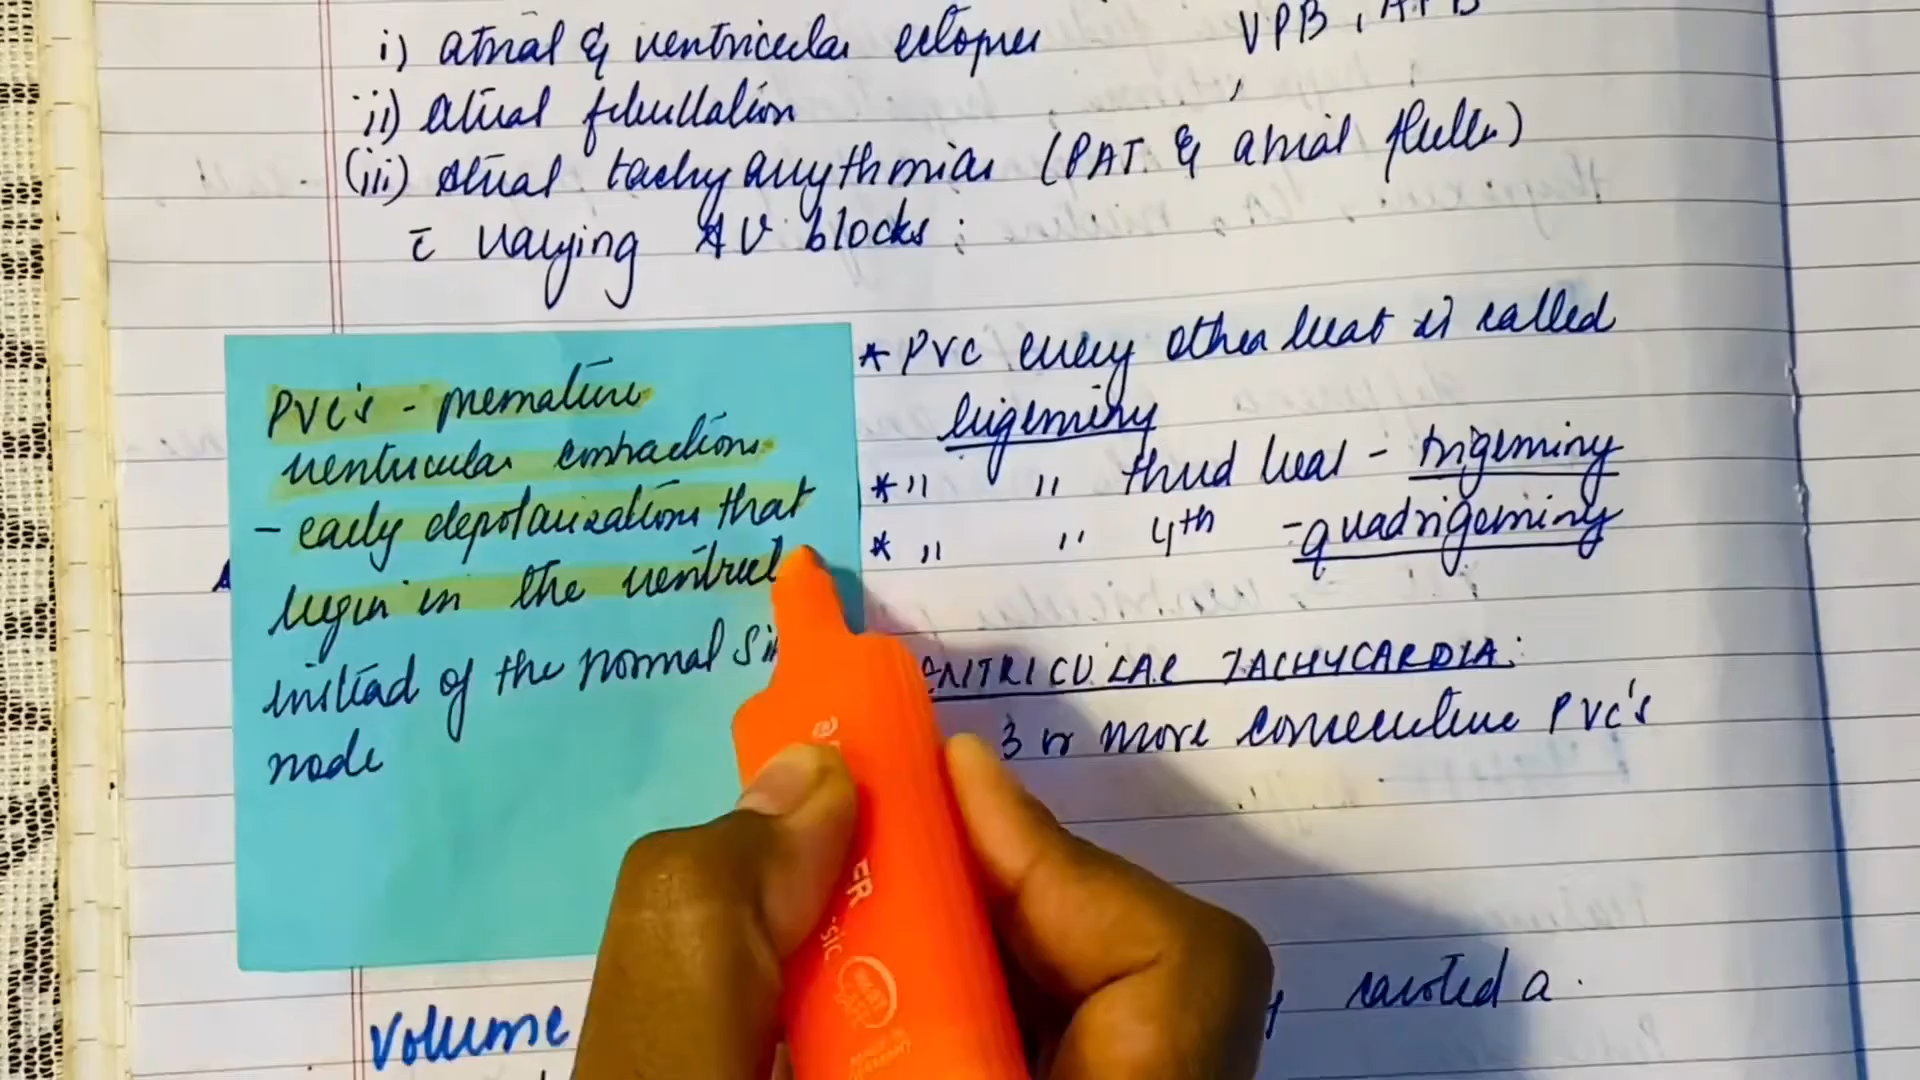 i) atrial & ventricular ectopics VPB, APB
ii) atrial fibrillation
(iii) atrial tachyarrythmias (PAT & atrial flutter)
c̄ varying AV blocks;
PVC's - premature
ventricular contractions
- early depolarizations that
begin in the ventricl
instead of the normal Si
node
* PVC every other beat is called
bigeminy
* " " third beat - trigeminy
* " " 4th - quadrigeminy
ENTRICULAR TACHYCARDIA:
3 or more consecutive PVC's
Volume
carotid a.